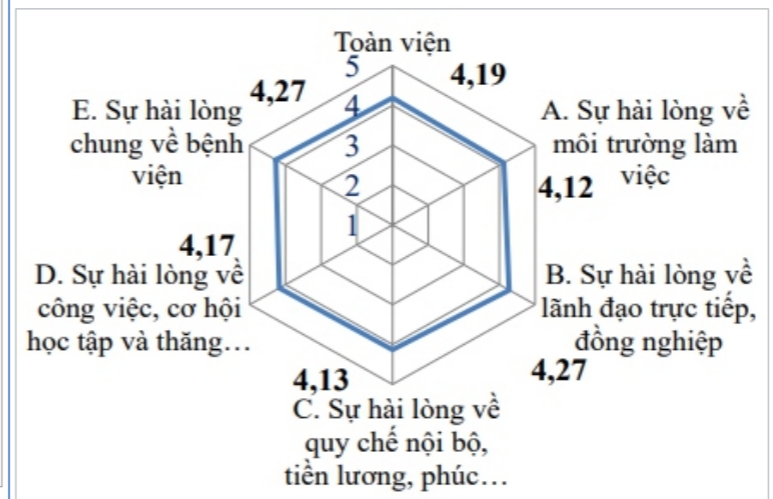 Toàn viện
5
4,19
4,27
4
E. Sự hài lòng
chung về bệnh
viện
A. Sự hài lòng về
môi trường làm
việc
3
2
4,12
1
4,17
D. Sự hài lòng về
công việc, cơ hội
học tập và thăng…
B. Sự hài lòng về
lãnh đạo trực tiếp,
đồng nghiệp
4,27
4,13
C. Sự hài lòng về
quy chế nội bộ,
tiền lương, phúc…